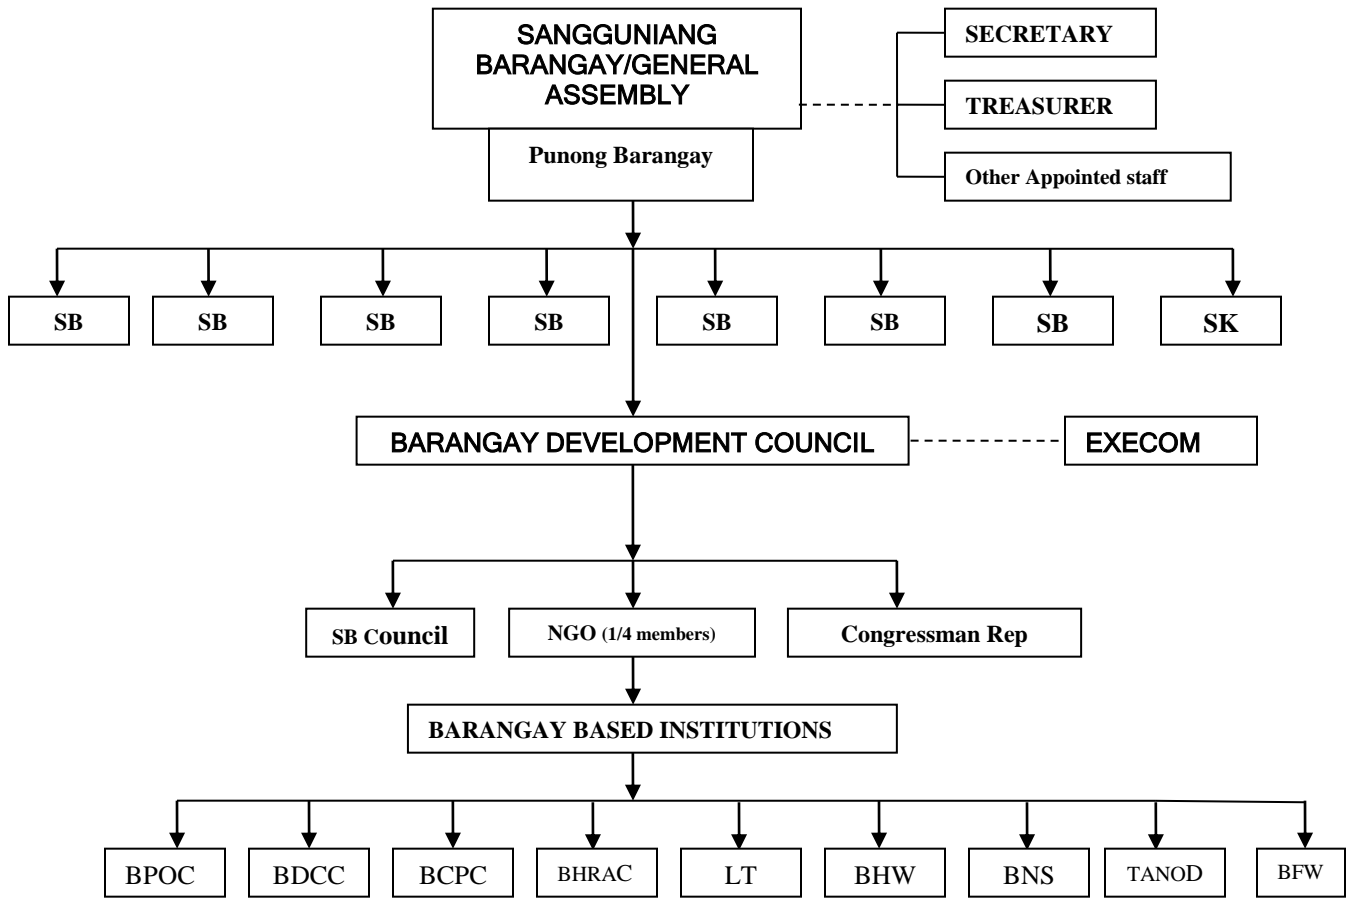 SANGGUNIANG
BARANGAY/GENERAL
ASSEMBLY
Punong Barangay
SECRETARY
TREASURER
Other Appointed staff
SB
SB
SB
SB
SB
SB
SB
SK
BARANGAY DEVELOPMENT COUNCIL
EXECOM
SB Council
NGO (1/4 members)
Congressman Rep
BARANGAY BASED INSTITUTIONS
BPOC
BDCC
BCPC
BHRAC
LT
BHW
BNS
TANOD
BFW